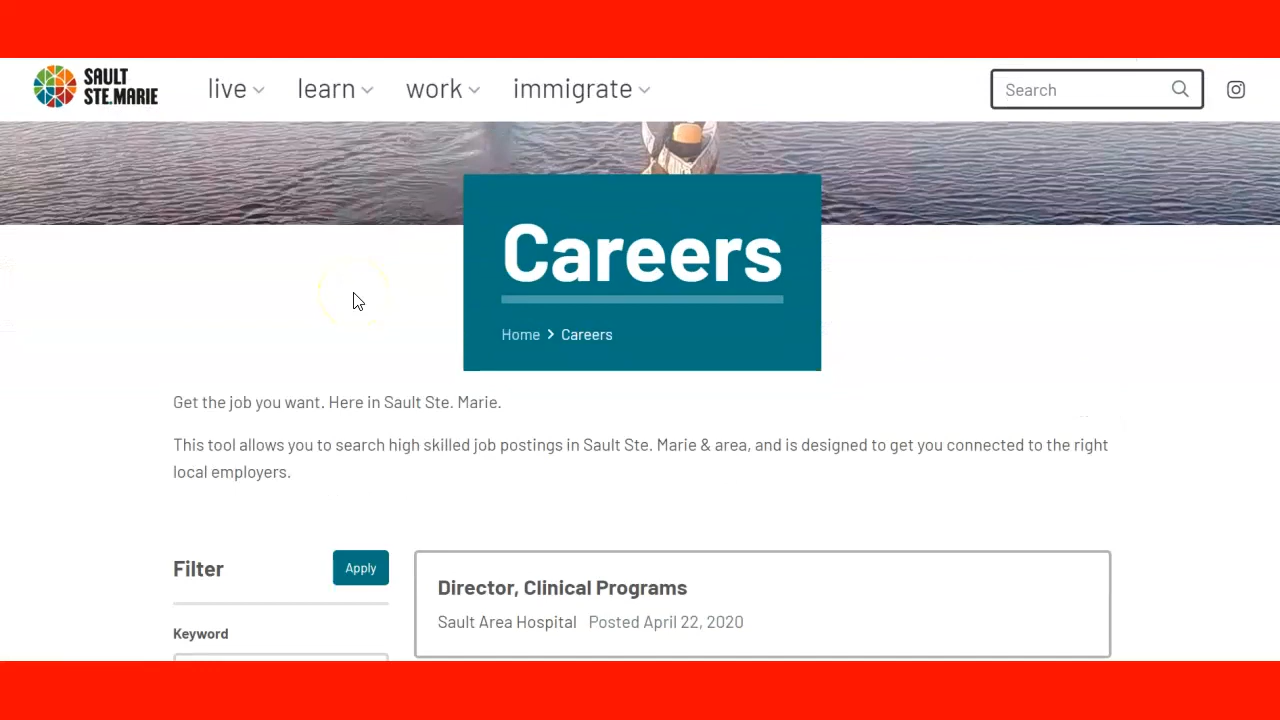 SAULT
STE.MARIE
live
learn
work
immigrate
Search
Careers
Home
Careers
Get the job you want. Here in Sault Ste. Marie.
This tool allows you to search high skilled job postings in Sault Ste. Marie & area, and is designed to get you connected to the right
local employers.
Filter
Apply
Keyword
Director, Clinical Programs
Sault Area Hospital Posted April 22, 2020